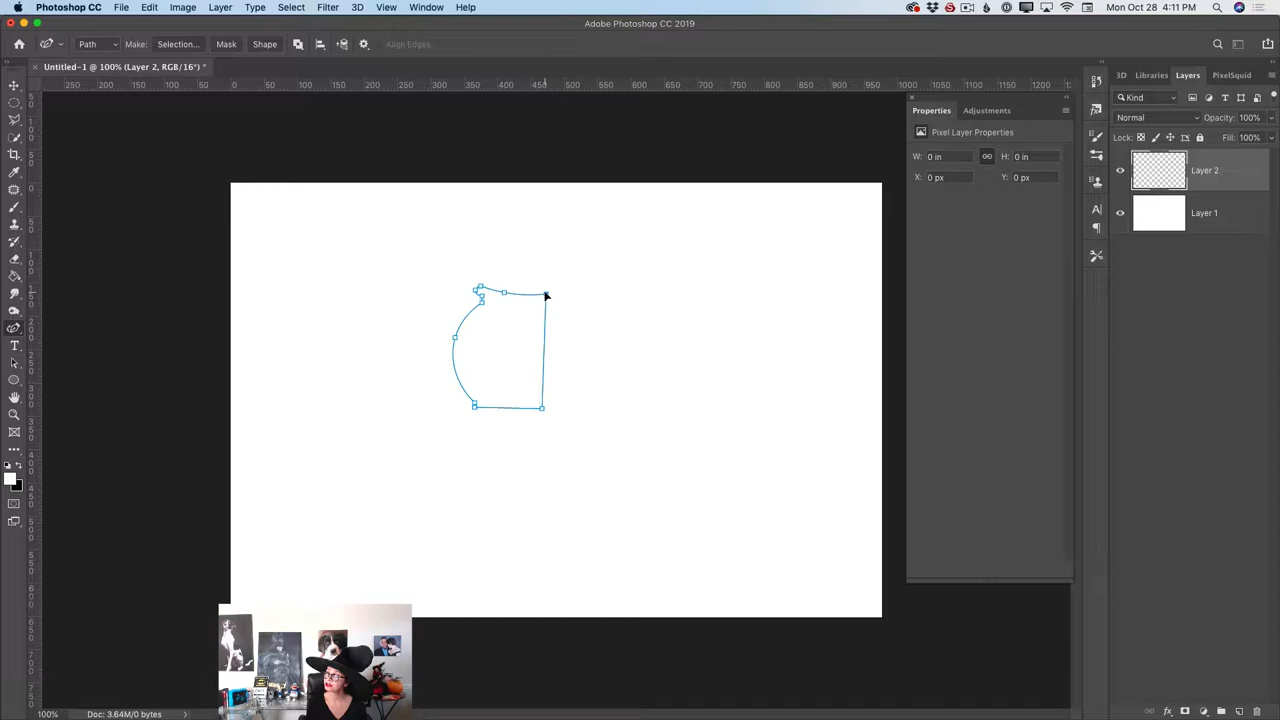 Photoshop CC File Edit Image Layer Type Select Filter 3D View Window Help Mon Oct 28 4:11 PM
Adobe Photoshop CC 2019
Path Make: Selection... Mask Shape Align Edges
Untitled-1 @ 100% (Layer 2, RGB/16*) *
250 200 150 100 50 0 50 100 150 200 250 300 350 400 450 500 550 600 650 700 750 800 850 900 950 1000 1050 1100 1150 1200
3D Libraries Layers PixelSquid
Kind
Properties Adjustments
Normal Opacity: 100%
Pixel Layer Properties
Lock: Fill: 100%
W: 0 in H: 0 in
X: 0 px Y: 0 px
Layer 2
Layer 1
100% Doc: 3.64M/0 bytes